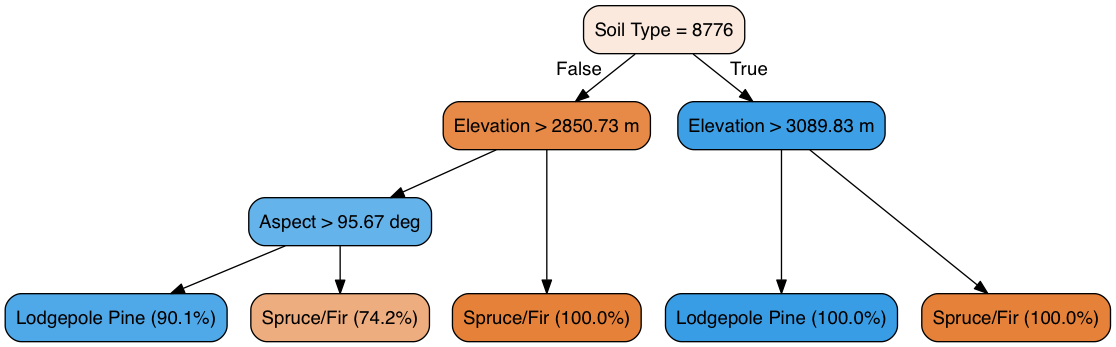 Soil Type = 8776
False
True
Elevation > 2850.73 m
Elevation > 3089.83 m
Aspect > 95.67 deg
Lodgepole Pine (90.1%)
Spruce/Fir (74.2%)
Spruce/Fir (100.0%)
Lodgepole Pine (100.0%)
Spruce/Fir (100.0%)